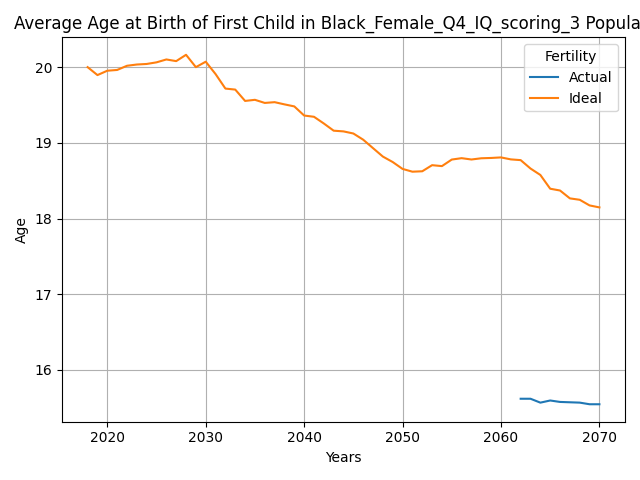 Average Age at Birth of First Child in Black_Female_Q4_IQ_scoring_3 Popula
Fertility
Actual
Ideal
Age
20
19
18
17
16
2020 2030 2040 2050 2060 2070
Years